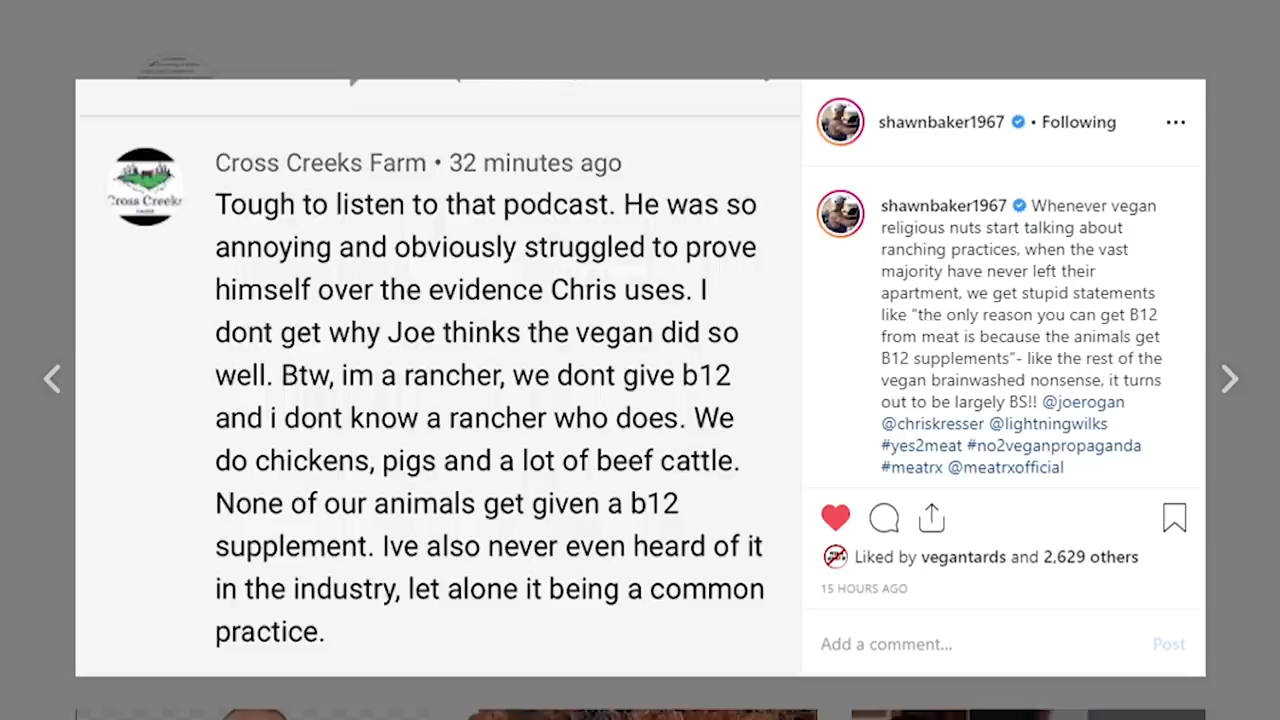 Cross Creeks Farm • 32 minutes ago
Tough to listen to that podcast. He was so
annoying and obviously struggled to prove
himself over the evidence Chris uses. I
dont get why Joe thinks the vegan did so
well. Btw, im a rancher, we dont give b12
and i dont know a rancher who does. We
do chickens, pigs and a lot of beef cattle.
None of our animals get given a b12
supplement. Ive also never even heard of it
in the industry, let alone it being a common
practice.
Cross Creeks
shawnbaker1967 • Following
shawnbaker1967 Whenever vegan
religious nuts start talking about
ranching practices, when the vast
majority have never left their
apartment, we get stupid statements
like “the only reason you can get B12
from meat is because the animals get
B12 supplements”- like the rest of the
vegan brainwashed nonsense, it turns
out to be largely BS!! @joerogan
@chriskresser @lightningwilks
#yes2meat #no2veganpropaganda
#meatrx @meatrxofficial
Liked by vegantards and 2,629 others
15 HOURS AGO
Add a comment... Post